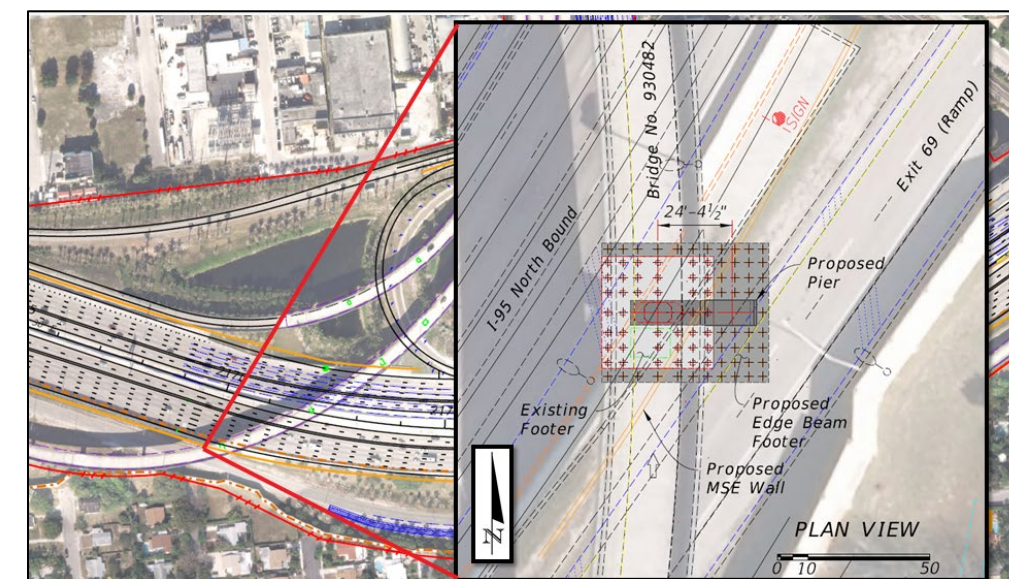 Bridge No. 930482
SIGN
Exit 69 (Ramp)
24'-4½"
I-95 North Bound
Proposed
Pier
Existing
Footer
Proposed
Edge Beam
Footer
Proposed
MSE Wall
N
PLAN VIEW
0 10 50